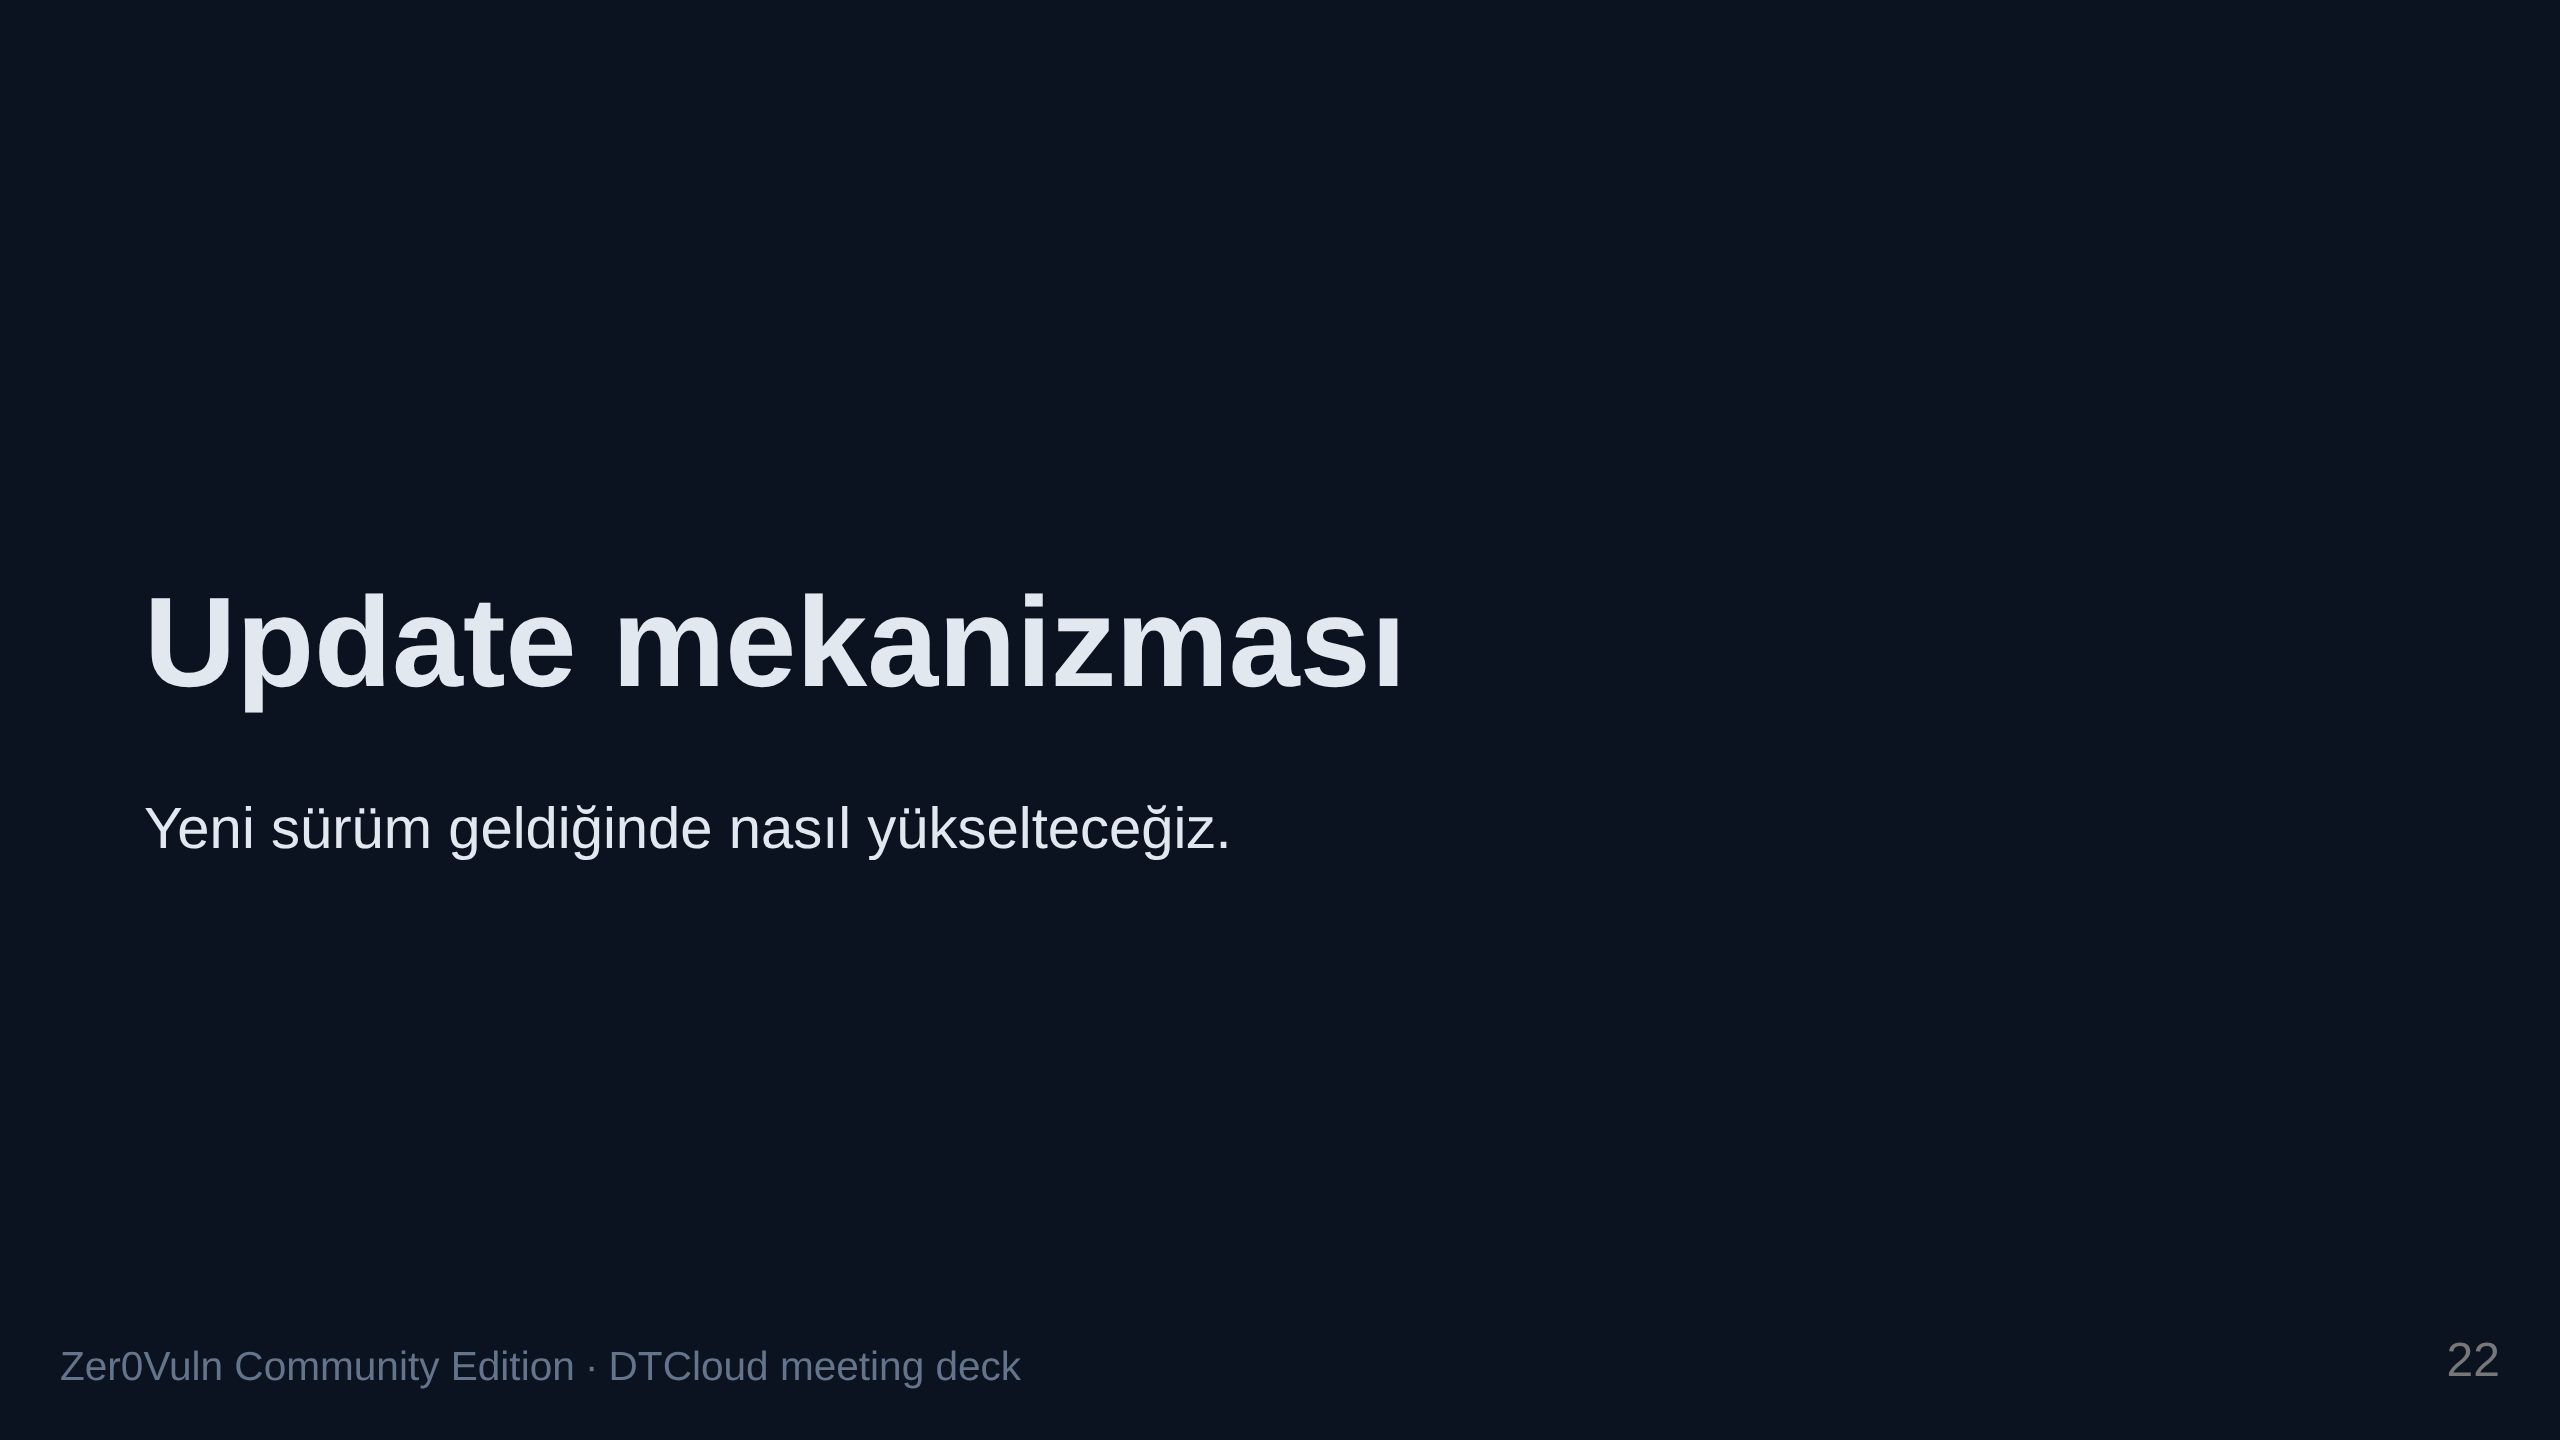 Update mekanizması
Yeni sürüm geldiğinde nasıl yükselteceğiz.
Zer0Vuln Community Edition · DTCloud meeting deck
22